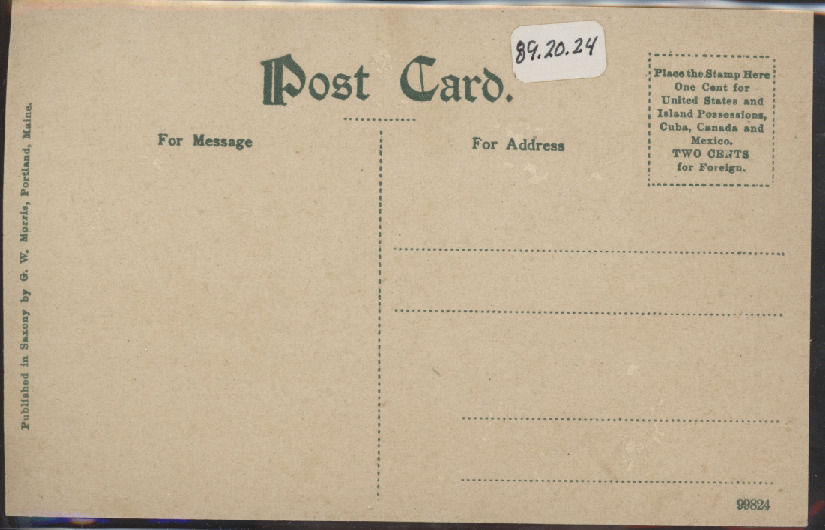 89.20.24
Post Card.
Place the Stamp Here
One Cent for
United States and
Island Possessions,
Cuba, Canada and
Mexico.
TWO CENTS
for Foreign.
For Message
For Address
Published in Saxony by G. W. Morris, Portland, Maine.
99824